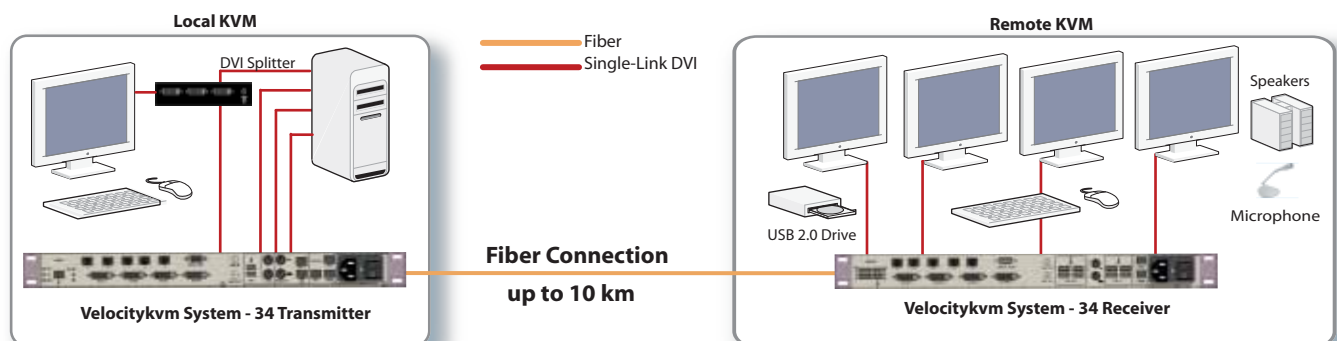 Local KVM
DVI Splitter
Velocitykvm System - 34 Transmitter
Fiber
Single-Link DVI
Fiber Connection
up to 10 km
Remote KVM
Speakers
Microphone
USB 2.0 Drive
Velocitykvm System - 34 Receiver